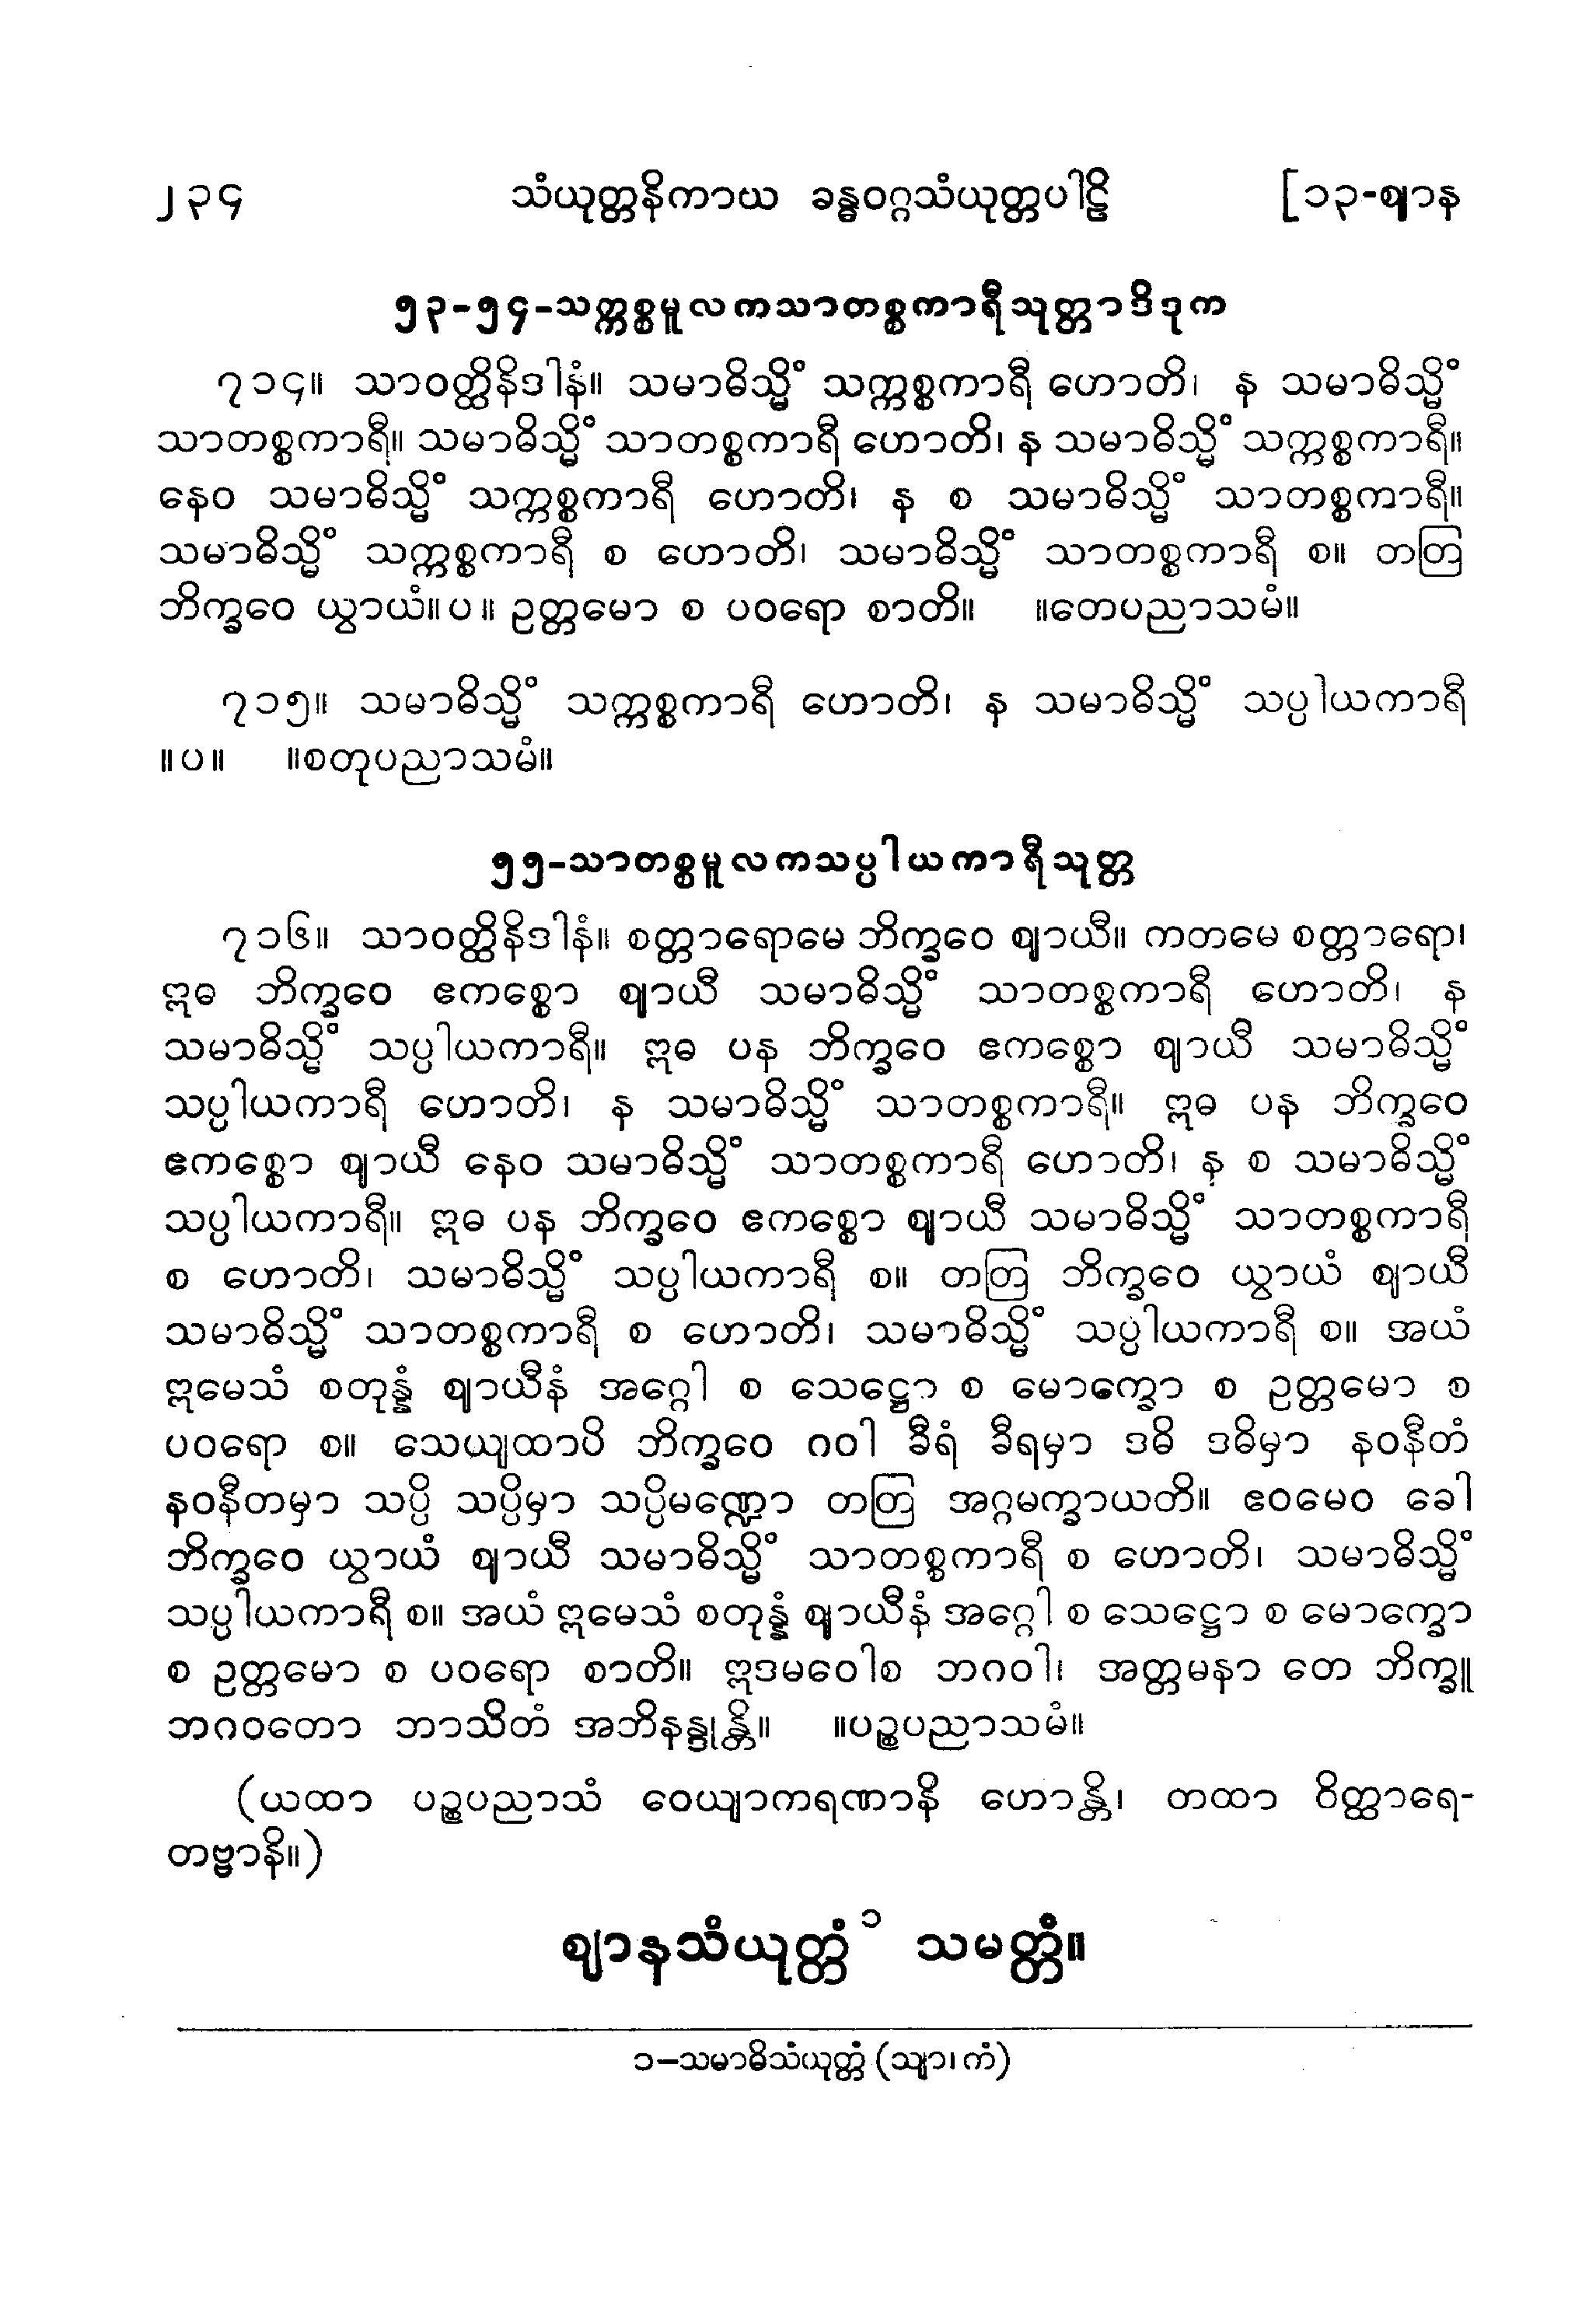 ၂၃၄ သံယုတ္တနိကာယ ခန္ဓဝဂ္ဂသံယုတ္တပါဠိ [၁၃-ဈာန
၅၃-၅၄-သက္ကစ္စမူလကသာတစ္စကာရီသုတ္တာဒိဒုက
၇၁၄။ သာဝတ္ထိနိဒါနံ။ သမာဓိသ္မိံ သက္ကစ္စကာရီ ဟောတိ၊ န သမာဓိသ္မိံ
သာတစ္စကာရီ။ သမာဓိသ္မိံ သာတစ္စကာရီ ဟောတိ၊ န သမာဓိသ္မိံ သက္ကစ္စကာရီ။
နေဝ သမာဓိသ္မိံ သက္ကစ္စကာရီ ဟောတိ၊ န စ သမာဓိသ္မိံ သာတစ္စကာရီ။
သမာဓိသ္မိံ သက္ကစ္စကာရီ စ ဟောတိ၊ သမာဓိသ္မိံ သာတစ္စကာရီ စ။ တတြ
ဘိက္ခဝေ ယွာယံ။ပ။ ဥတ္တမော စ ပဝရော စာတိ။ ။တေပညာသမံ။
၇၁၅။ သမာဓိသ္မိံ သက္ကစ္စကာရီ ဟောတိ၊ န သမာဓိသ္မိံ သပ္ပါယကာရီ
။ပ။ ။စတုပညာသမံ။
၅၅-သာတစ္စမူလကသပ္ပါယကာရီသုတ္တ
၇၁၆။ သာဝတ္ထိနိဒါနံ။ စတ္တာရောမေ ဘိက္ခဝေ ဈာယီ။ ကတမေ စတ္တာရော၊
ဣဓ ဘိက္ခဝေ ဧကစ္စော ဈာယီ သမာဓိသ္မိံ သာတစ္စကာရီ ဟောတိ၊ န
သမာဓိသ္မိံ သပ္ပါယကာရီ။ ဣဓ ပန ဘိက္ခဝေ ဧကစ္စော ဈာယီ သမာဓိသ္မိံ
သပ္ပါယကာရီ ဟောတိ၊ န သမာဓိသ္မိံ သာတစ္စကာရီ။ ဣဓ ပန ဘိက္ခဝေ
ဧကစ္စော ဈာယီ နေဝ သမာဓိသ္မိံ သာတစ္စကာရီ ဟောတိ၊ န စ သမာဓိသ္မိံ
သပ္ပါယကာရီ။ ဣဓ ပန ဘိက္ခဝေ ဧကစ္စော ဈာယီ သမာဓိသ္မိံ သာတစ္စကာရီ
စ ဟောတိ၊ သမာဓိသ္မိံ သပ္ပါယကာရီ စ။ တတြ ဘိက္ခဝေ ယွာယံ ဈာယီ
သမာဓိသ္မိံ သာတစ္စကာရီ စ ဟောတိ၊ သမာဓိသ္မိံ သပ္ပါယကာရီ စ။ အယံ
ဣမေသံ စတုန္နံ ဈာယီနံ အဂ္ဂေါ စ သေဋ္ဌော စ မောက္ခော စ ဥတ္တမော စ
ပဝရော စ။ သေယျထာပိ ဘိက္ခဝေ ဂဝါ ခီရံ ခီရမှာ ဒဓိ ဒဓိမှာ နဝနီတံ
နဝနီတမှာ သပ္ပိ သပ္ပိမှာ သပ္ပိမဏ္ဍော တတြ အဂ္ဂမက္ခာယတိ။ ဧဝမေဝ ခေါ
ဘိက္ခဝေ ယွာယံ ဈာယီ သမာဓိသ္မိံ သာတစ္စကာရီ စ ဟောတိ၊ သမာဓိသ္မိံ
သပ္ပါယကာရီ စ။ အယံ ဣမေသံ စတုန္နံ ဈာယီနံ အဂ္ဂေါ စ သေဋ္ဌော စ မောက္ခော
စ ဥတ္တမော စ ပဝရော စာတိ။ ဣဒမဝေါစ ဘဂဝါ၊ အတ္တမနာ တေ ဘိက္ခူ
ဘဂဝတော ဘာသိတံ အဘိနန္ဒုန္တိ။ ။ပဉ္စပညာသမံ။
(ယထာ ပဉ္စပညာသံ ဝေယျာကရဏာနိ ဟောန္တိ၊ တထာ ဝိတ္ထာရေ-
တဗ္ဗာနိ။)
ဈာနသံယုတ္တံ ၁ သမတ္တံ။
၁–သမာဓိသံယုတ္တံ (သျာ၊ ကံ)